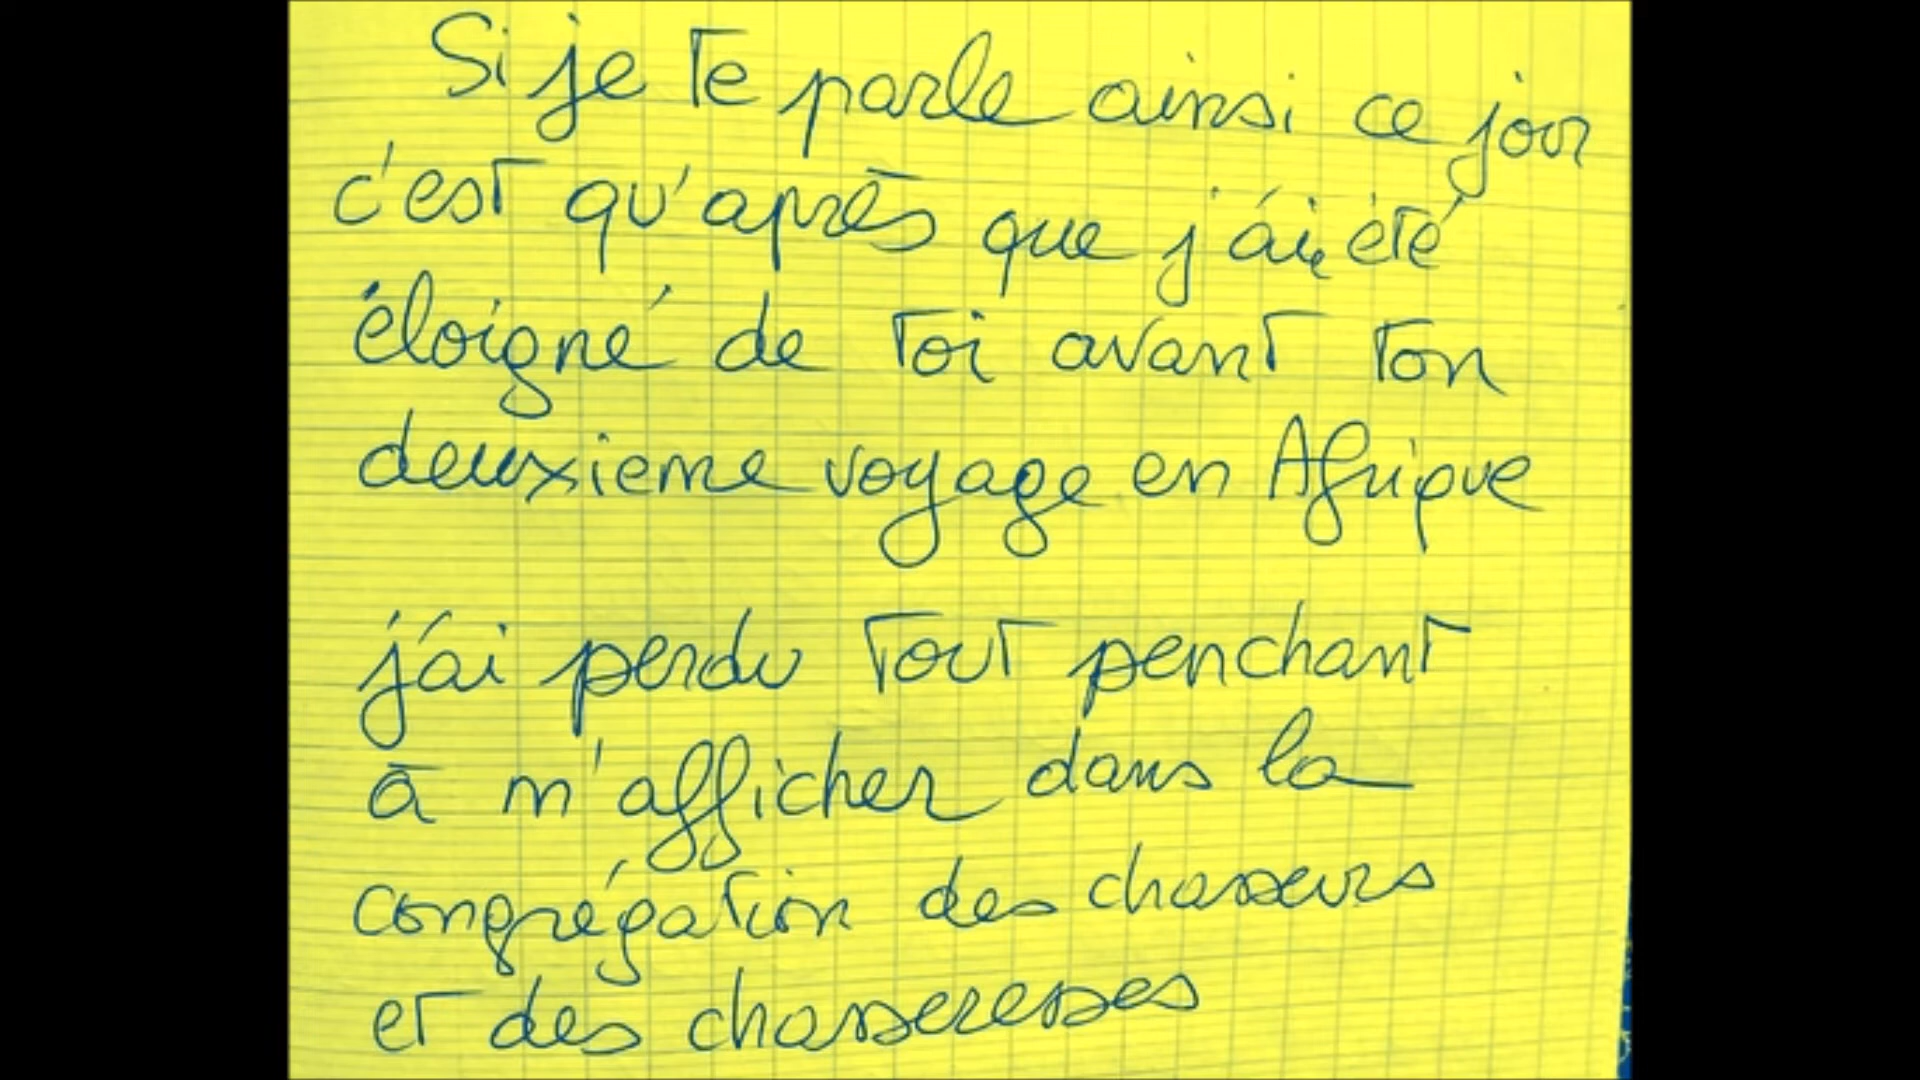 Si je te parle ainsi ce jour
c'est qu'après que j'ai été
éloigné de toi avant ton
deuxieme voyage en Afrique
j'ai perdu tout penchant
à m'afficher dans la
congrégation des chasseurs
et des chasseresses